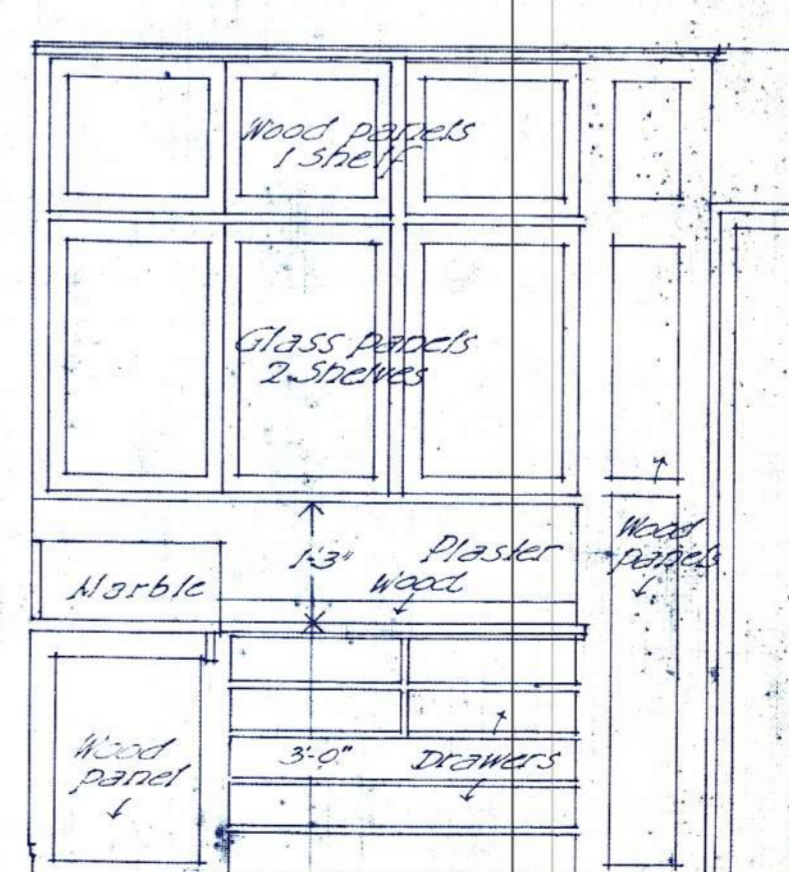 Wood panels
1 Shelf
Glass panels
2 Shelves
1'-3"
Plaster
Wood
Marble
Wood
panels
Wood
panel
3'-0"
Drawers